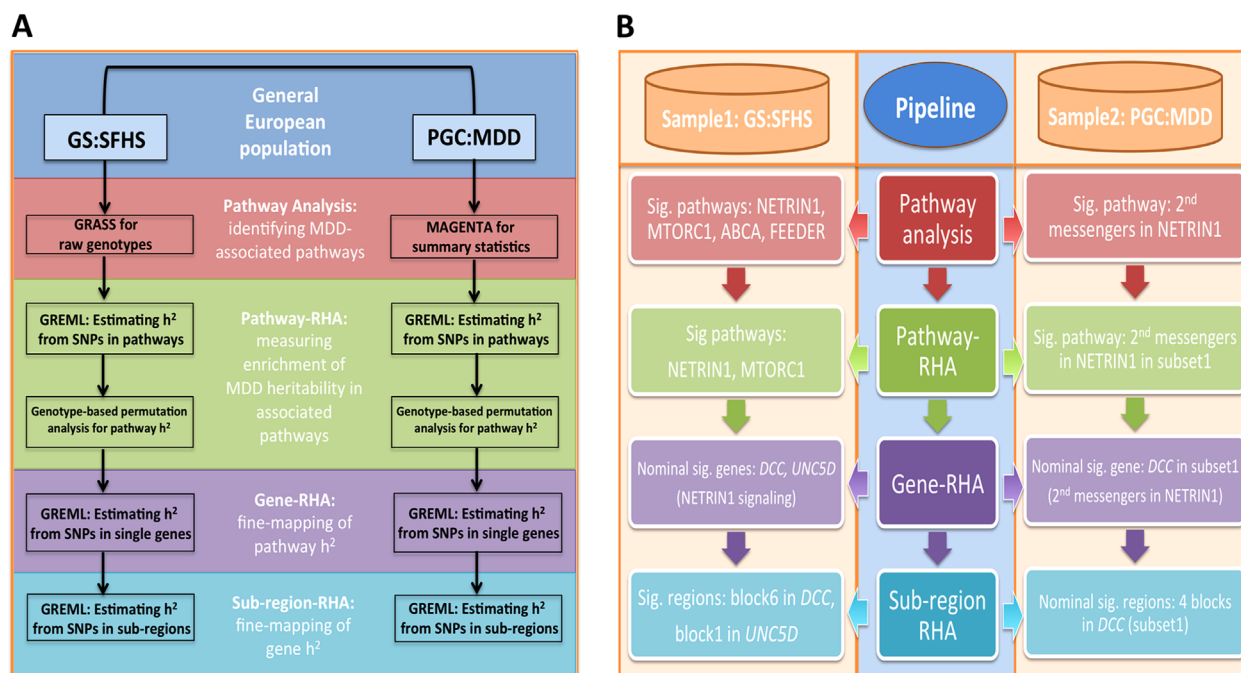 A
General
European
population
GS:SFHS
PGC:MDD
GRASS for
raw genotypes
Pathway Analysis:
identifying MDD-
associated pathways
MAGENTA for
summary statistics
GREML: Estimating h²
from SNPs in pathways
Pathway-RHA:
measuring
enrichment of
MDD heritability in
associated
pathways
GREML: Estimating h²
from SNPs in pathways
Genotype-based permutation
analysis for pathway h²
Genotype-based permutation
analysis for pathway h²
GREML: Estimating h²
from SNPs in single genes
Gene-RHA:
fine-mapping of
pathway h²
GREML: Estimating h²
from SNPs in single genes
GREML: Estimating h²
from SNPs in sub-regions
Sub-region-RHA:
fine-mapping of
gene h²
GREML: Estimating h²
from SNPs in sub-regions
B
Sample1: GS:SFHS
Pipeline
Sample2: PGC:MDD
Sig. pathways: NETRIN1,
MTORC1, ABCA, FEEDER
Pathway
analysis
Sig. pathway: 2nd
messengers in NETRIN1
Sig pathways:
NETRIN1, MTORC1
Pathway-
RHA
Sig. pathway: 2nd messengers
in NETRIN1 in subset1
Nominal sig. genes: DCC, UNC5D
(NETRIN1 signaling)
Gene-RHA
Nominal sig. gene: DCC in subset1
(2nd messengers in NETRIN1)
Sig. regions: block6 in DCC,
block1 in UNC5D
Sub-region
RHA
Nominal sig. regions: 4 blocks
in DCC (subset1)